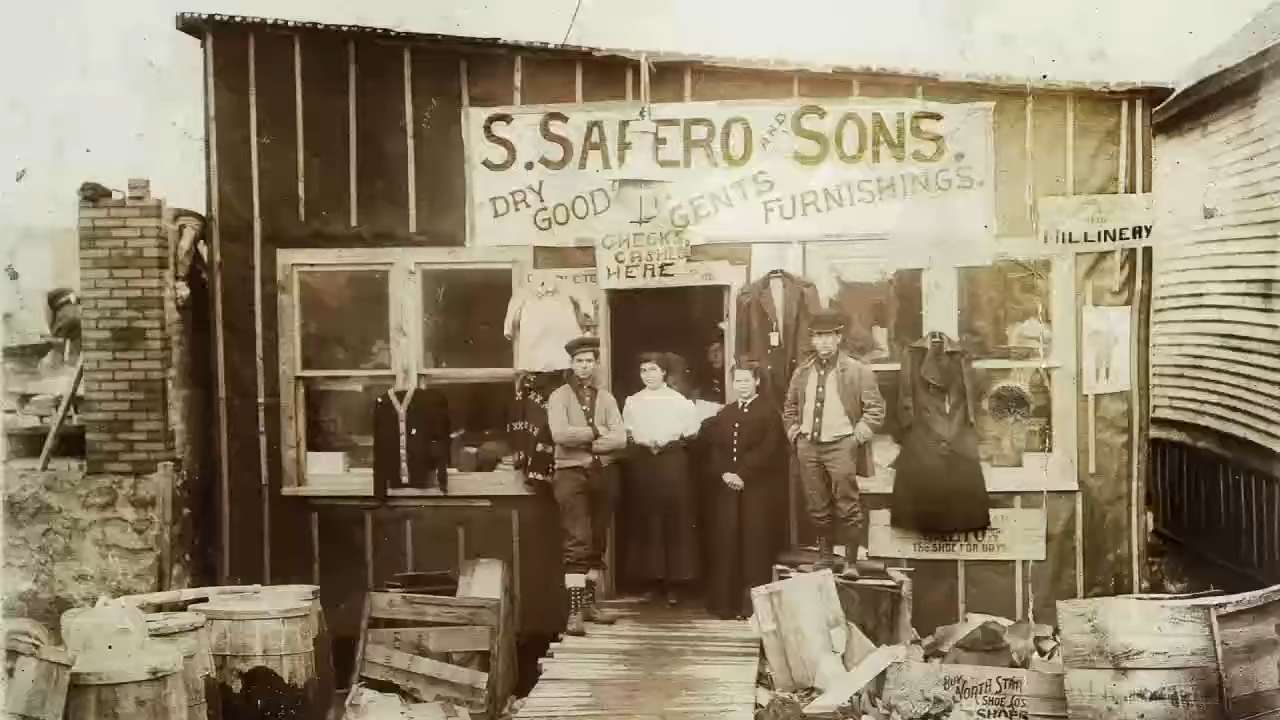 S. SAPERO AND SONS.
DRY GOODS GENTS FURNISHINGS.
CHECKS
CASHED
HERE
MILLINERY
THE SHOE FOR BOYS
BUY
NORTH STAR
SHOE CO'S
SHOES